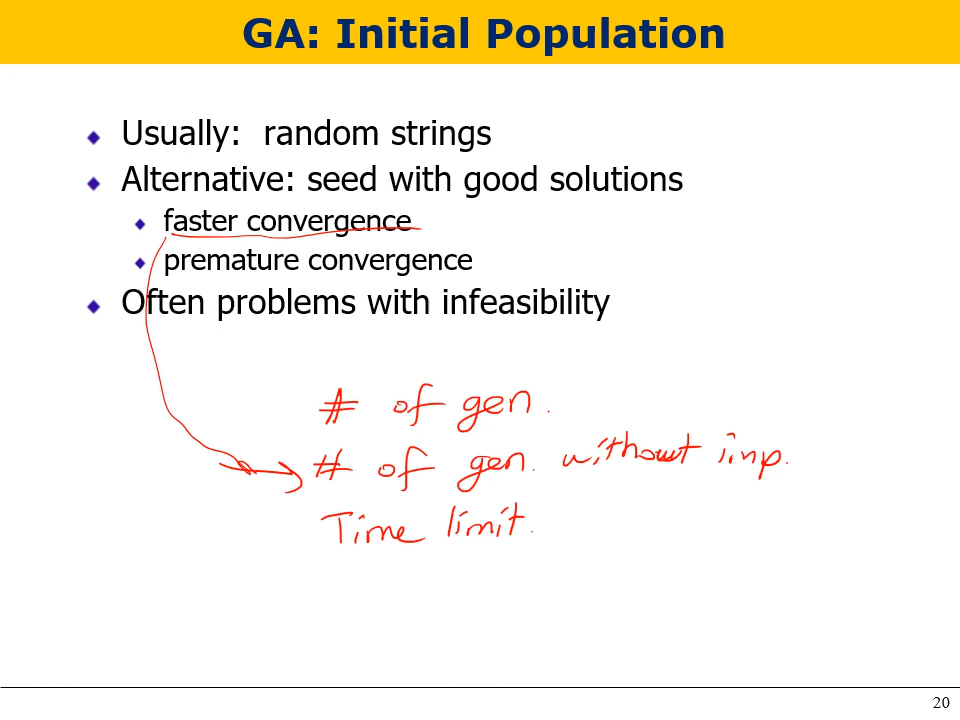 GA: Initial Population
Usually: random strings
Alternative: seed with good solutions
faster convergence
premature convergence
Often problems with infeasibility
# of gen.
# of gen. without imp.
Time limit.
20